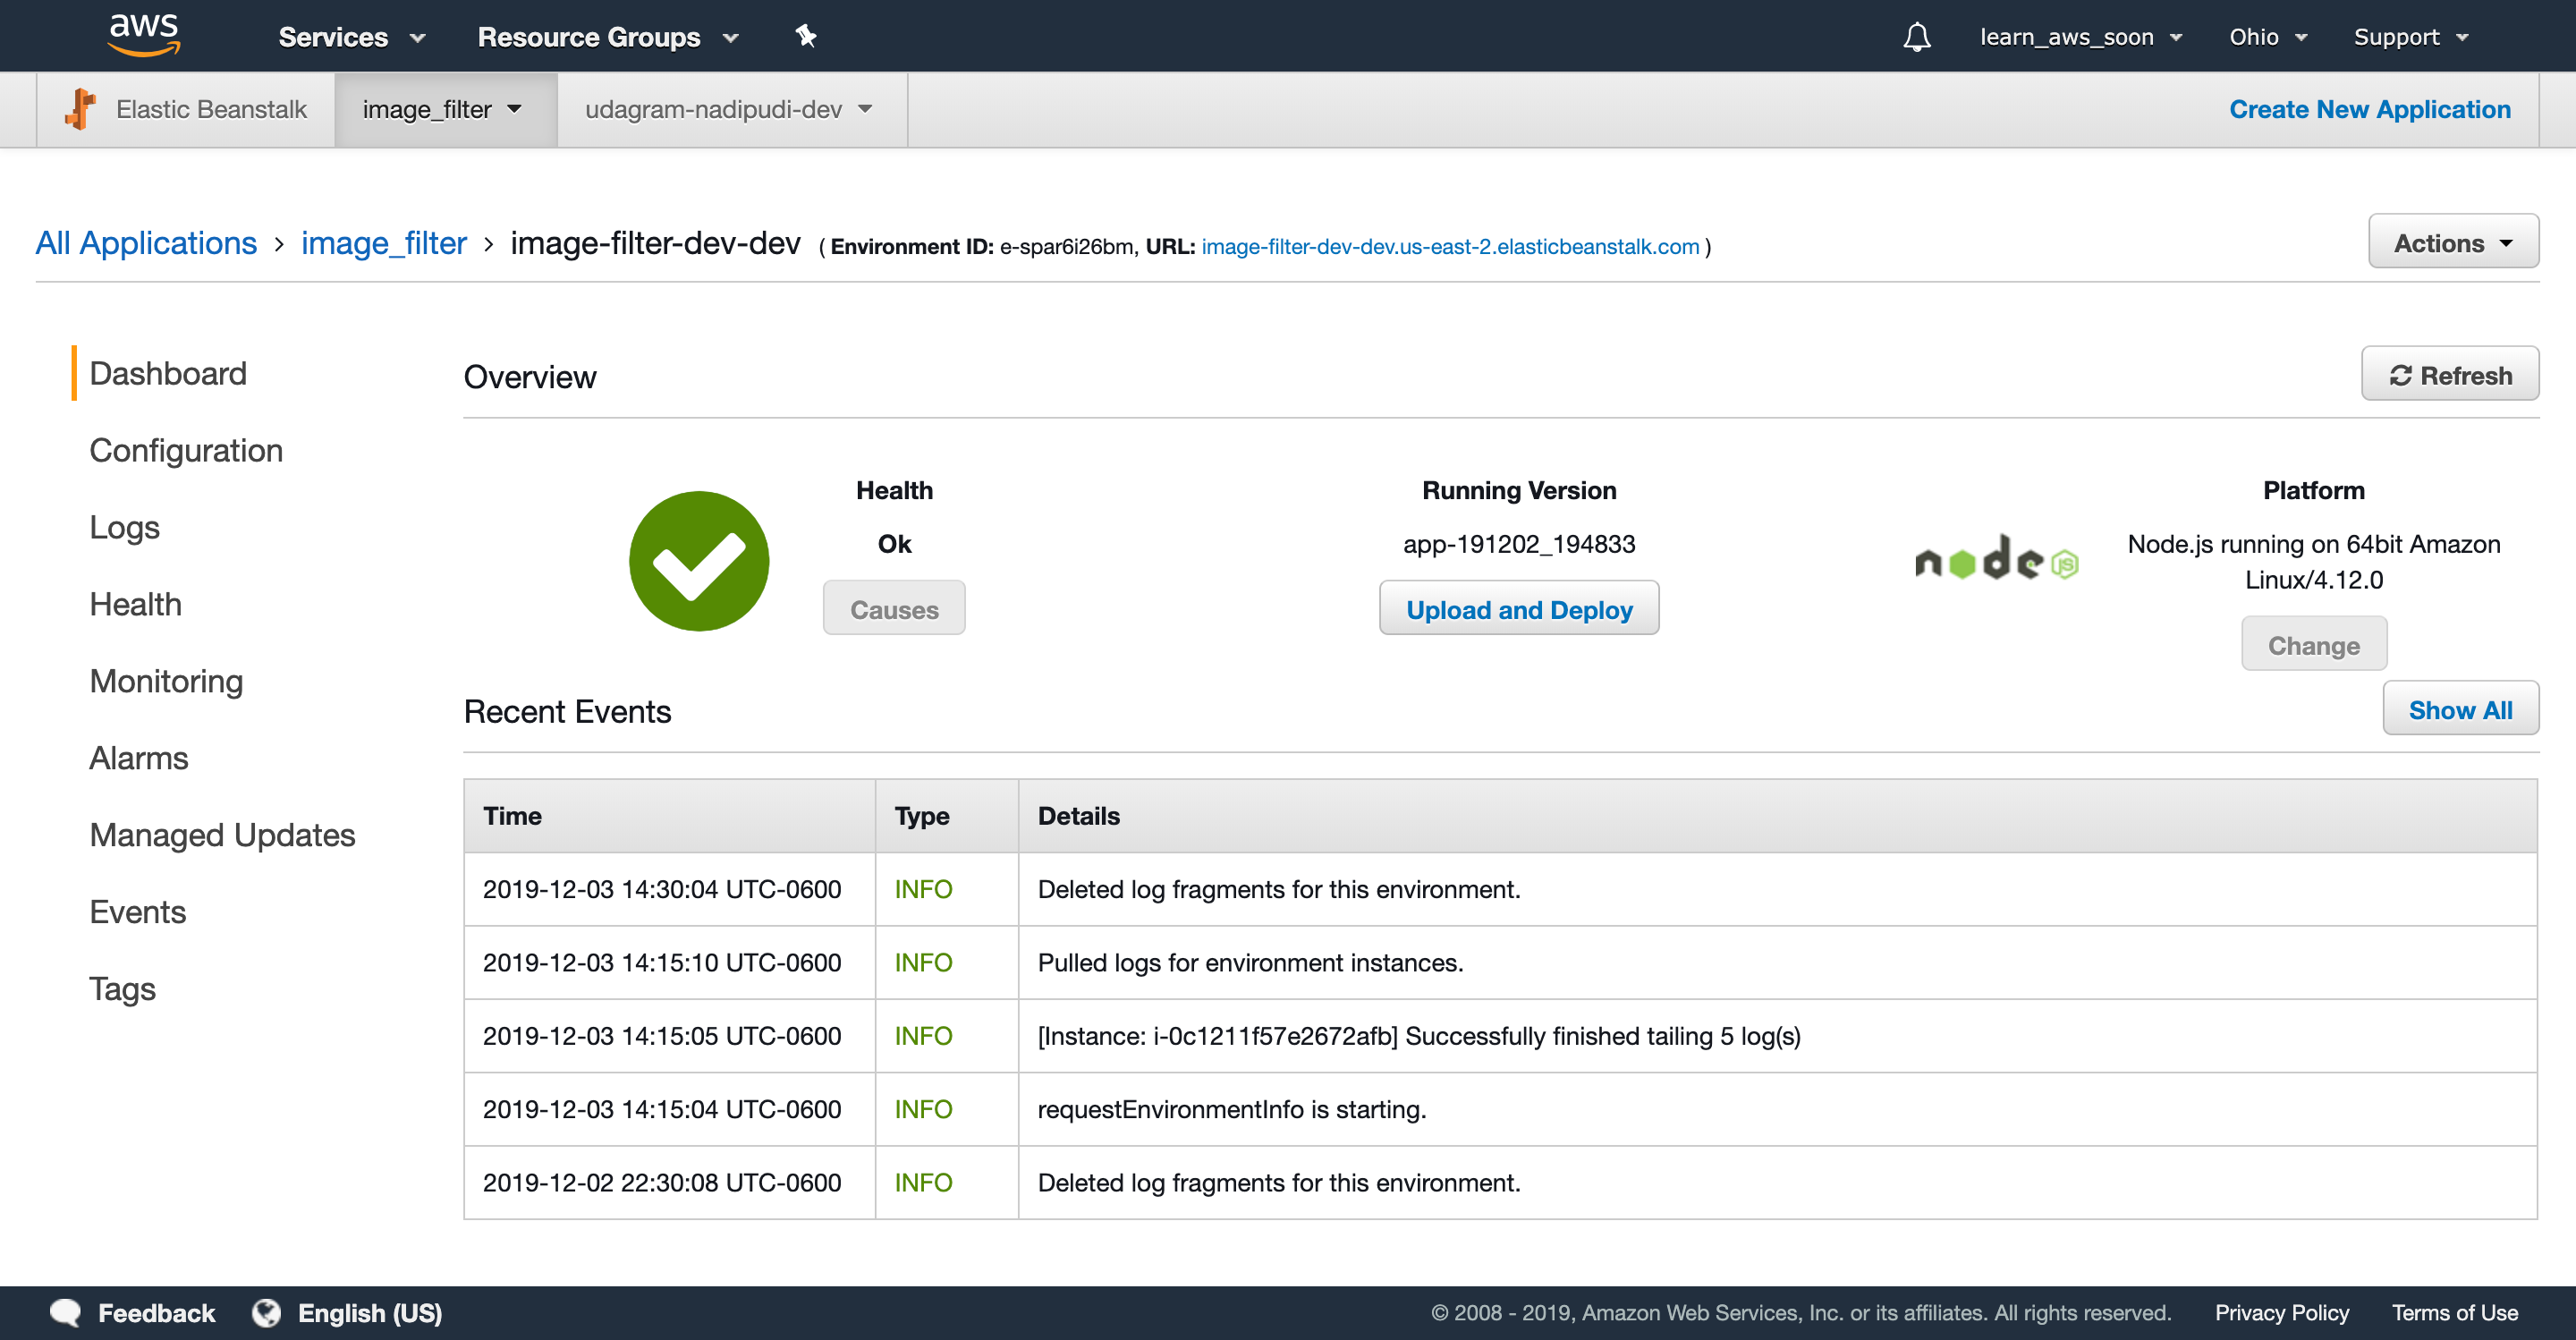 aws Services Resource Groups learn_aws_soon Ohio Support
Elastic Beanstalk image_filter udagram-nadipudi-dev Create New Application
All Applications > image_filter > image-filter-dev-dev ( Environment ID: e-spar6i26bm, URL: image-filter-dev-dev.us-east-2.elasticbeanstalk.com ) Actions
Dashboard
Configuration
Logs
Health
Monitoring
Alarms
Managed Updates
Events
Tags
Overview Refresh
Health
Ok
Causes
Running Version
app-191202_194833
Upload and Deploy
node JS
Platform
Node.js running on 64bit Amazon
Linux/4.12.0
Change
Recent Events Show All
Time Type Details
2019-12-03 14:30:04 UTC-0600 INFO Deleted log fragments for this environment.
2019-12-03 14:15:10 UTC-0600 INFO Pulled logs for environment instances.
2019-12-03 14:15:05 UTC-0600 INFO [Instance: i-0c1211f57e2672afb] Successfully finished tailing 5 log(s)
2019-12-03 14:15:04 UTC-0600 INFO requestEnvironmentInfo is starting.
2019-12-02 22:30:08 UTC-0600 INFO Deleted log fragments for this environment.
Feedback English (US) © 2008 - 2019, Amazon Web Services, Inc. or its affiliates. All rights reserved. Privacy Policy Terms of Use